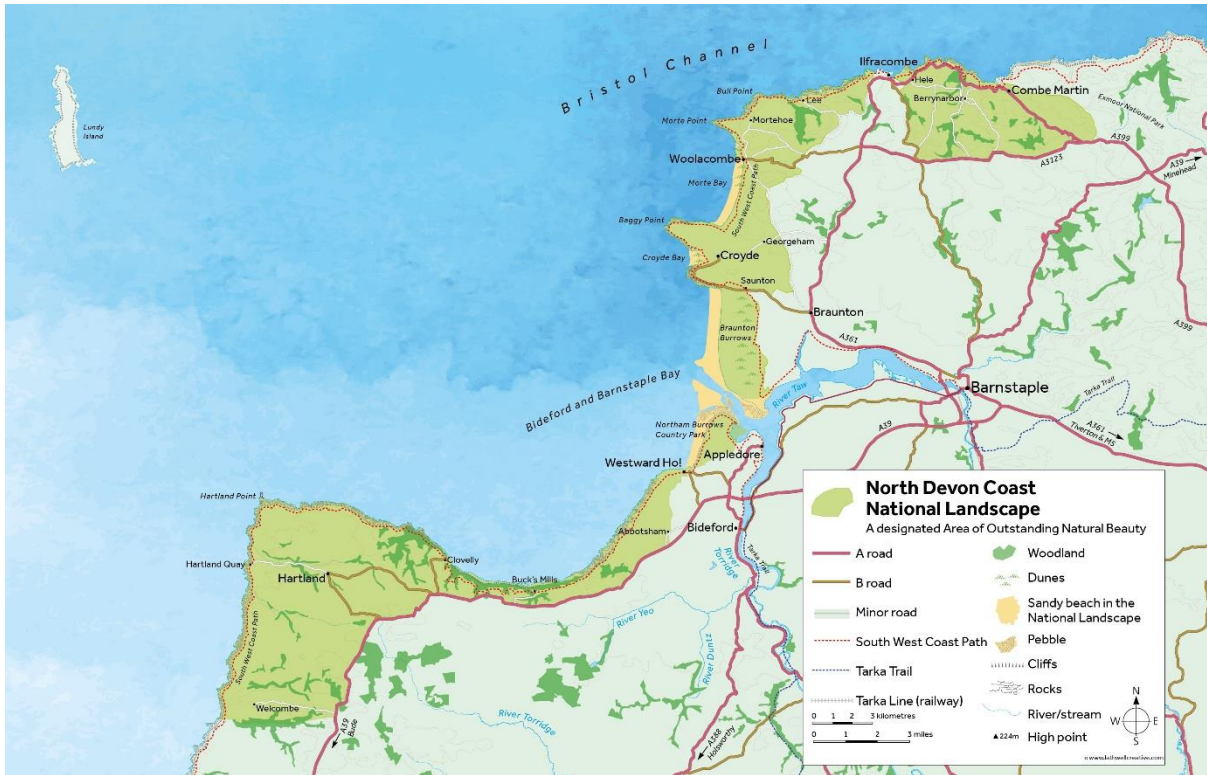 Bristol Channel
Lundy
Island
Ilfracombe
Hele
Bull Point
Lee
Berrynarbor
Combe Martin
Exmoor National Park
Morte Point
Mortehoe
A399
Woolacombe
A3123
A39
Minehead
Morte Bay
South West Coast Path
Baggy Point
Georgeham
Croyde Bay
Croyde
Saunton
Braunton
A399
Braunton
Burrows
A361
Bideford and Barnstaple Bay
River Taw
Barnstaple
Tarka Trail
Northam Burrows
Country Park
A39
A361
Tiverton & M5
Appledore
Westward Ho!
Hartland Point
Abbotsham
Bideford
Tarka Trail
River
Torridge
Clovelly
Hartland Quay
Hartland
Buck's Mills
River Yeo
River Duntz
South West Coast Path
Welcombe
River Torridge
A39
Bude
A388
Holsworthy
North Devon Coast
National Landscape
A designated Area of Outstanding Natural Beauty
A road
B road
Minor road
South West Coast Path
Tarka Trail
Tarka Line (railway)
0 1 2 3 kilometres
0 1 2 3 miles
Woodland
Dunes
Sandy beach in the
National Landscape
Pebble
Cliffs
Rocks
River/stream
▲224m High point
N
W E
S
© www.lathwellcreative.com